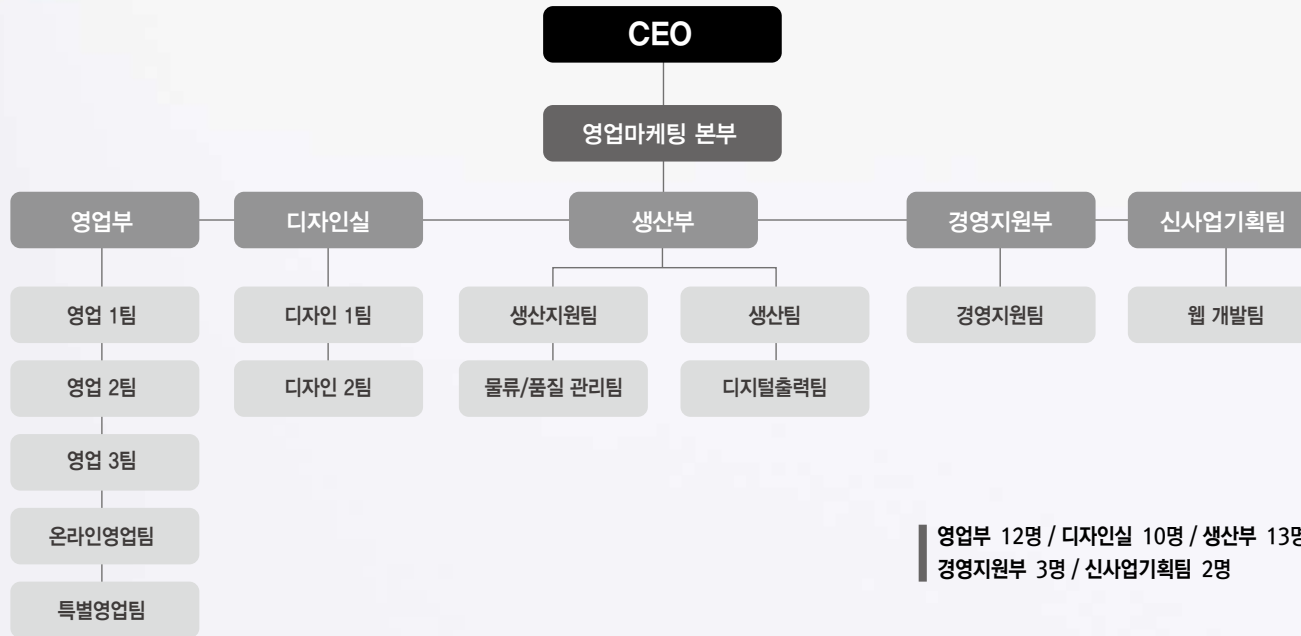 CEO
영업마케팅 본부
영업부 디자인실 생산부 경영지원부 신사업기획팀
영업 1팀 디자인 1팀 생산지원팀 생산팀 경영지원팀 웹 개발팀
영업 2팀 디자인 2팀 물류/품질 관리팀 디지털출력팀
영업 3팀
온라인영업팀
특별영업팀
영업부 12명 / 디자인실 10명 / 생산부 13명
경영지원부 3명 / 신사업기획팀 2명